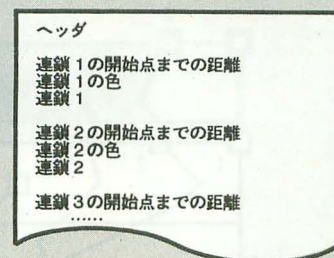 ヘッダ
連鎖1の開始点までの距離
連鎖1の色
連鎖1
連鎖2の開始点までの距離
連鎖2の色
連鎖2
連鎖3の開始点までの距離
……